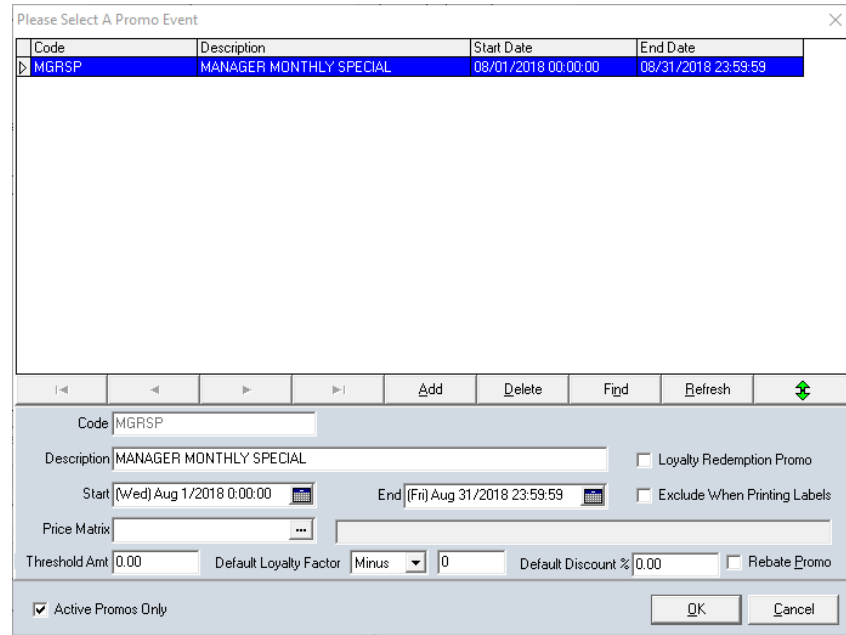 Please Select A Promo Event
Code Description Start Date End Date
MGRSP MANAGER MONTHLY SPECIAL 08/01/2018 00:00:00 08/31/2018 23:59:59
Add Delete Find Refresh
Code MGRSP
Description MANAGER MONTHLY SPECIAL Loyalty Redemption Promo
Start (Wed) Aug 1/2018 0:00:00 End (Fri) Aug 31/2018 23:59:59 Exclude When Printing Labels
Price Matrix ...
Threshold Amt 0.00 Default Loyalty Factor Minus 0 Default Discount % 0.00 Rebate Promo
Active Promos Only OK Cancel